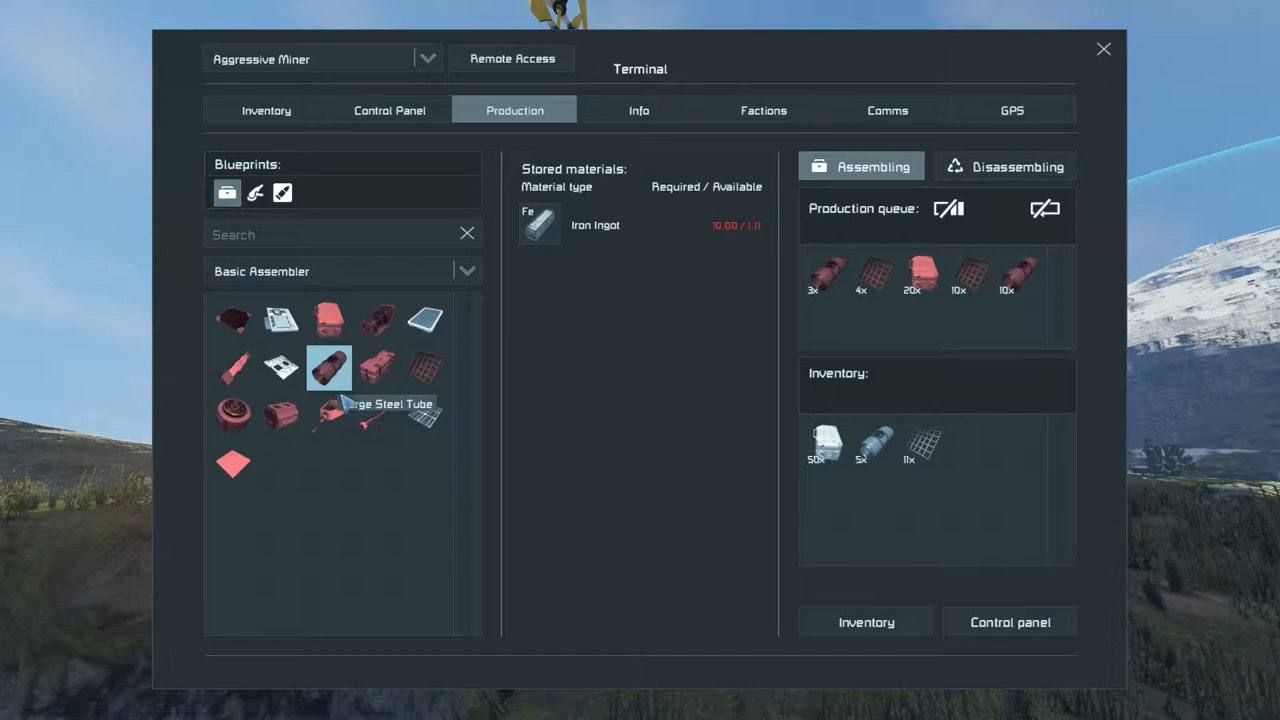 Aggressive Miner
Remote Access
Terminal
Inventory
Control Panel
Production
Info
Factions
Comms
GPS
Blueprints:
Search
Basic Assembler
rge Steel Tube
Stored materials:
Material type
Required / Available
Fe
Iron Ingot
10.00 / 1.11
Assembling
Disassembling
Production queue:
3x
4x
20x
10x
10x
Inventory:
50x
5x
11x
Inventory
Control panel